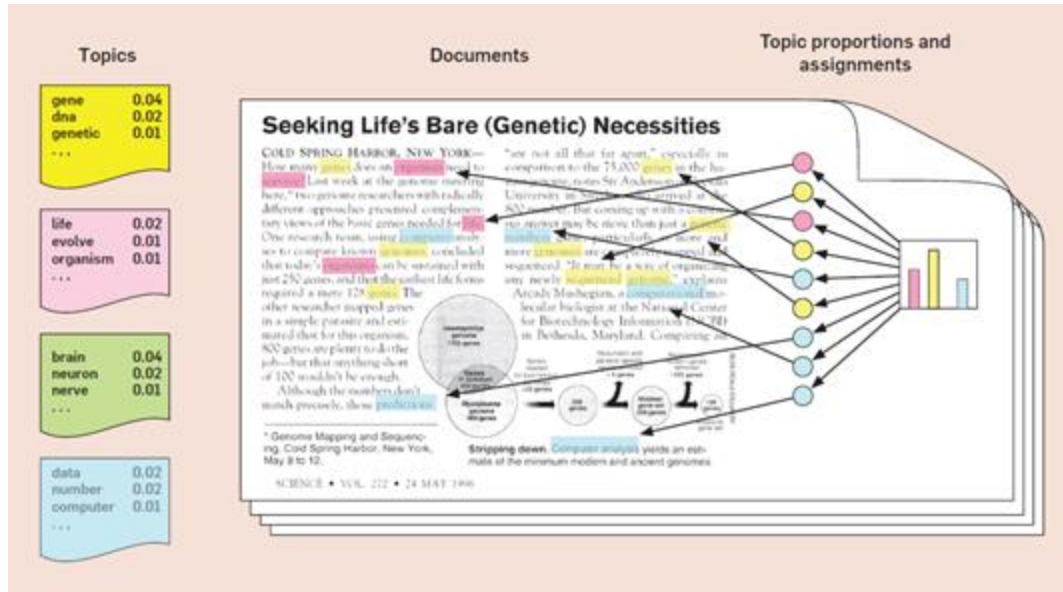 Topics
Documents
Topic proportions and
assignments
gene 0.04
dna 0.02
genetic 0.01
...
life 0.02
evolve 0.01
organism 0.01
...
brain 0.04
neuron 0.02
nerve 0.01
...
data 0.02
number 0.02
computer 0.01
...
Seeking Life's Bare (Genetic) Necessities
COLD SPRING HARBOR, NEW YORK—
How many genes does an organism need to
survive? Last week at the genome meeting
here,* two genome researchers with radically
different approaches presented complemen-
tary views of the basic genes needed for life.
One research team, using computer analy-
ses to compare known genomes, concluded
that today's organisms can be sustained with
just 250 genes, and that the earliest life forms
required a mere 128 genes. The
other researcher mapped genes
in a simple parasite and esti-
mated that for this organism,
800 genes are plenty to do the
job—but that anything short
of 100 wouldn't be enough.
Although the numbers don't
match precisely, those predictions
* Genome Mapping and Sequenc-
ing, Cold Spring Harbor, New York,
May 8 to 12.
SCIENCE • VOL. 272 • 24 MAY 1996
"are not all that far apart," especially in
comparison to the 75,000 genes in the hu-
notes Siv Andersson
University in
800 number. But coming up with a
answer may be more than just a genetic
numbers particularly as more and
more genomes are mapped and
sequenced. "It may be a way of organizing
any newly sequenced genome," explains
Arcady Mushegian, a computational mo-
lecular biologist at the National Center
for Biotechnology Information (NCBI)
in Bethesda, Maryland. Comparing an
Stripping down. Computer analysis yields an esti-
mate of the minimum modern and ancient genomes.